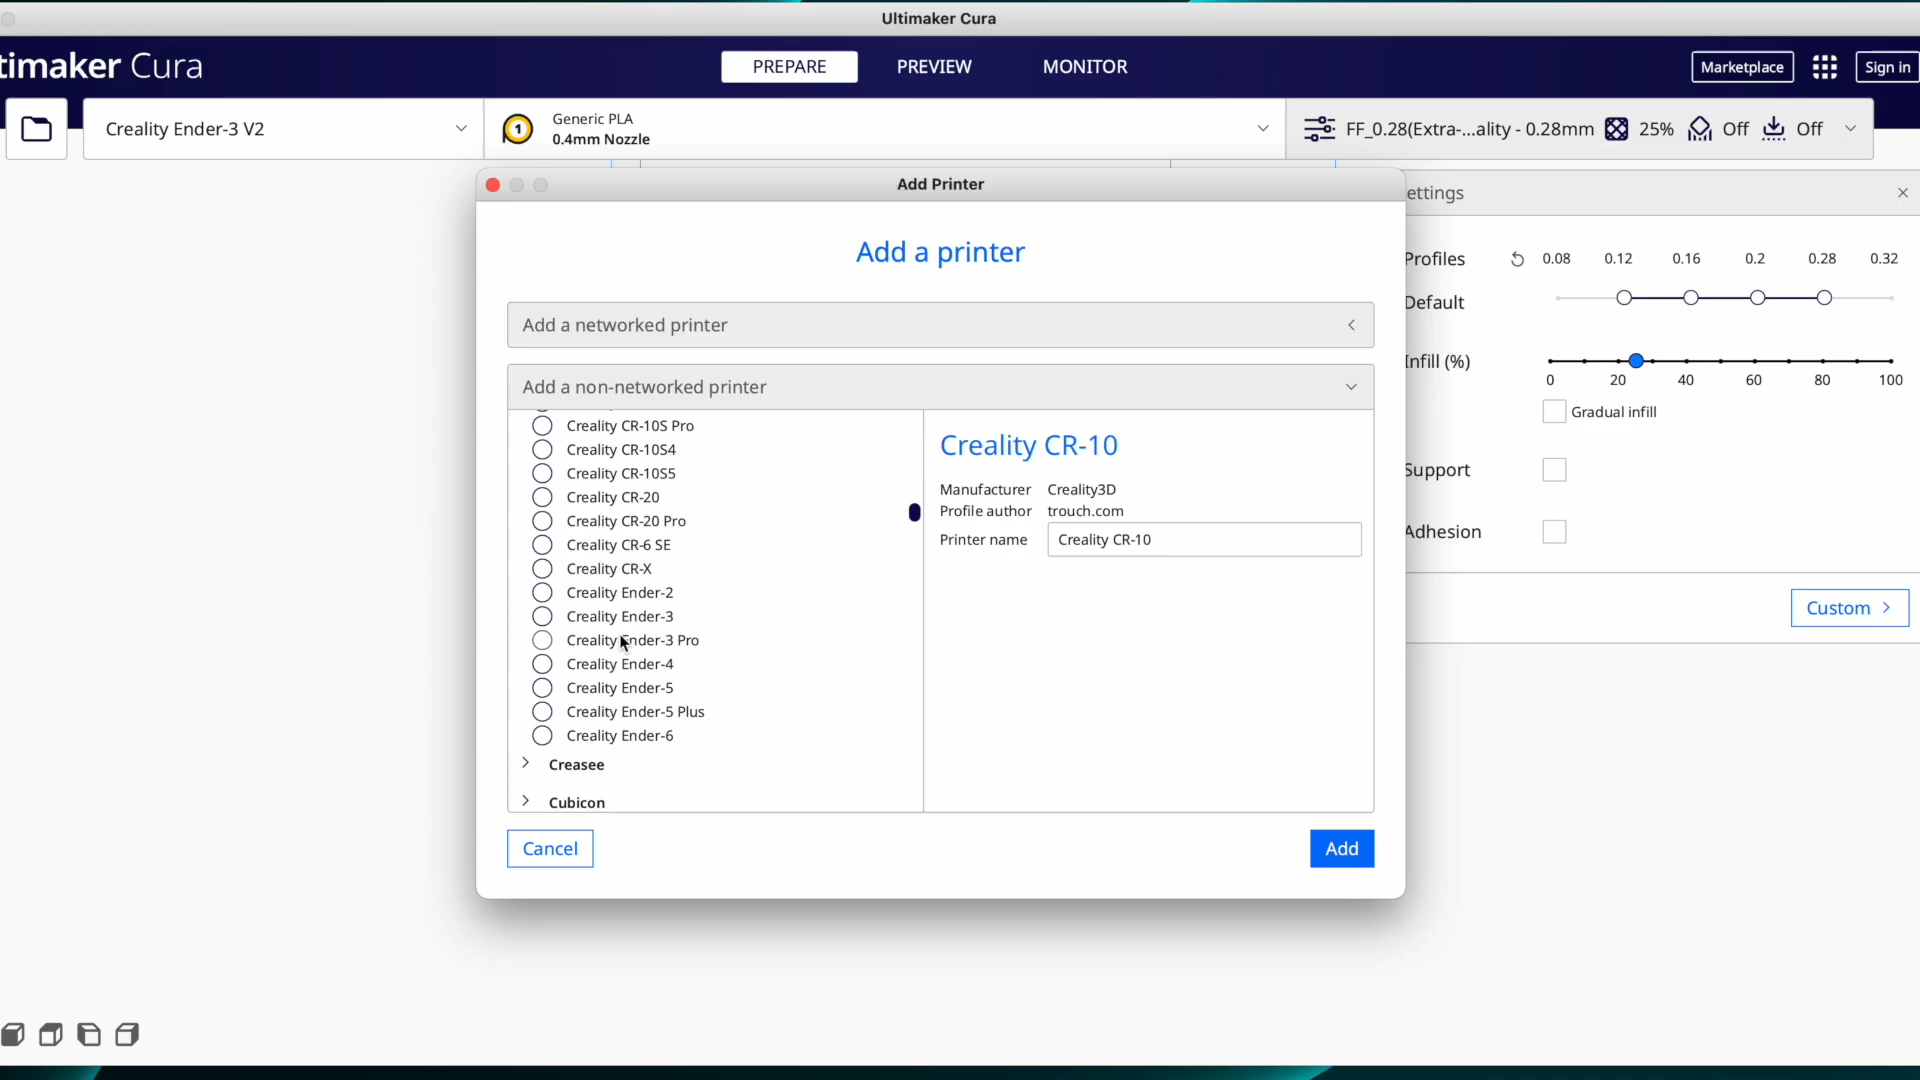 Ultimaker Cura
timaker Cura
PREPARE
PREVIEW
MONITOR
Marketplace
Sign in
Creality Ender-3 V2
1
Generic PLA
0.4mm Nozzle
FF_0.28(Extra-...ality - 0.28mm
25%
Off
Off
Add Printer
ettings
Add a printer
Profiles
0.08
0.12
0.16
0.2
0.28
0.32
Default
Add a networked printer
Infill (%)
0
20
40
60
80
100
Gradual infill
Add a non-networked printer
Creality CR-10S Pro
Creality CR-10S4
Creality CR-10S5
Creality CR-20
Creality CR-20 Pro
Creality CR-6 SE
Creality CR-X
Creality Ender-2
Creality Ender-3
Creality Ender-3 Pro
Creality Ender-4
Creality Ender-5
Creality Ender-5 Plus
Creality Ender-6
Creasee
Cubicon
Creality CR-10
Manufacturer Creality3D
Profile author trouch.com
Printer name Creality CR-10
Support
Adhesion
Custom
Cancel
Add